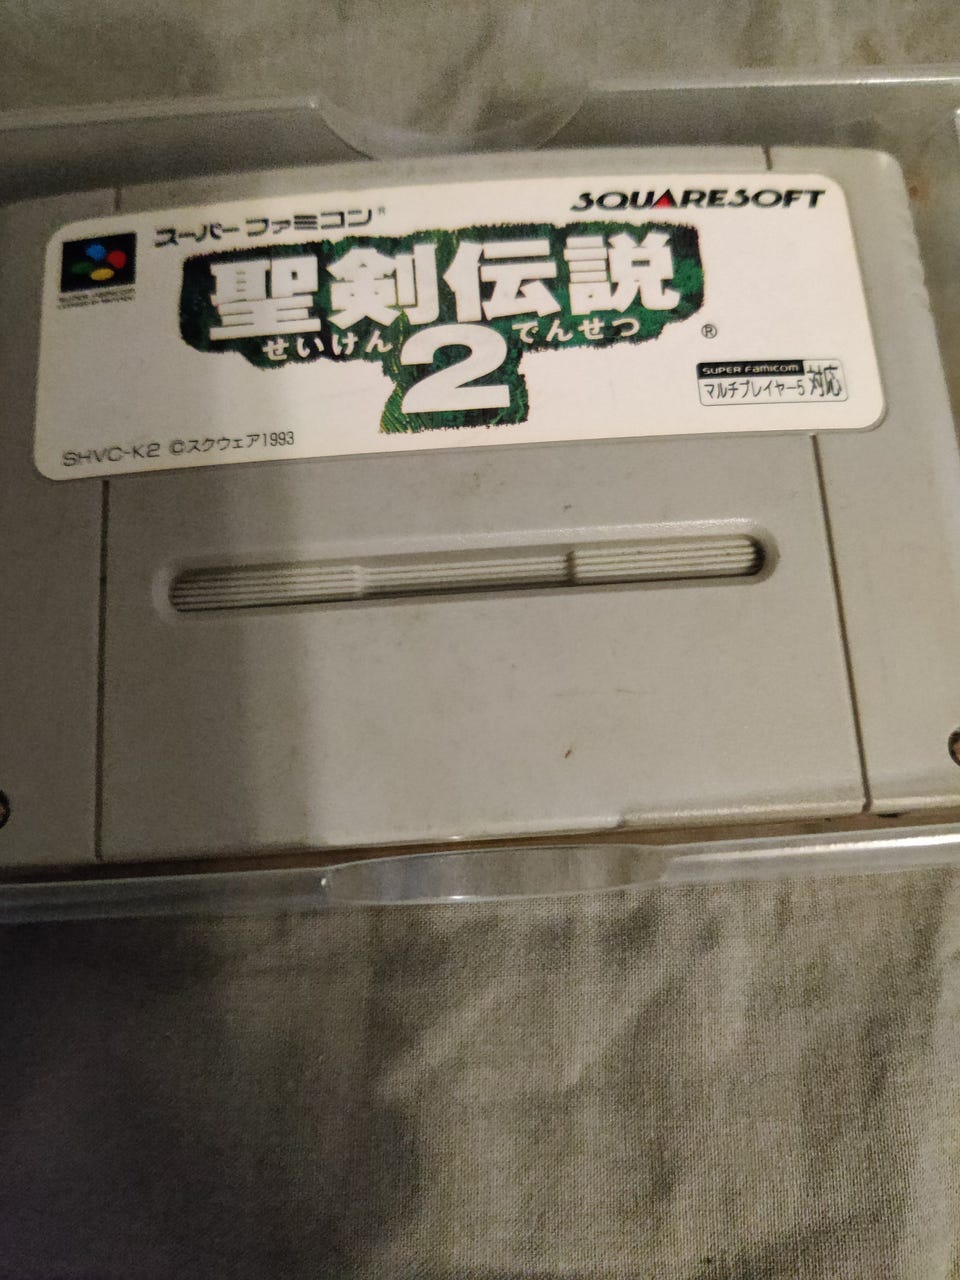 スーパーファミコン®
SQUARESOFT
SUPER FAMICOM
聖剣伝説
せいけんでんせつ
2
®
SUPER Famicom
マルチプレイヤー5対応
SHVC-K2 ©スクウェア1993